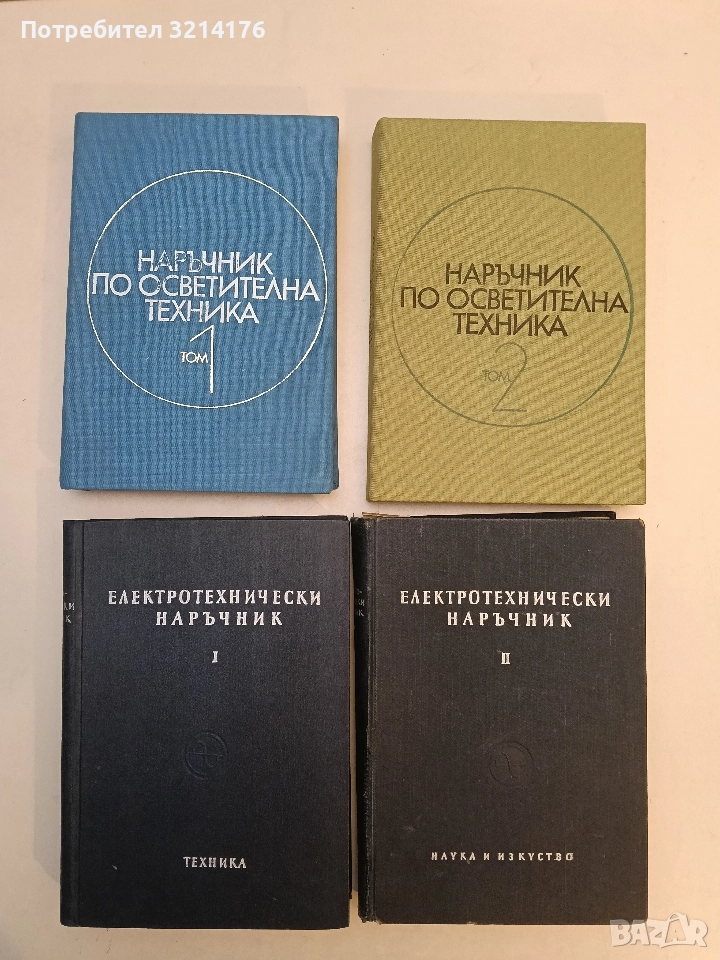 Потребител 3214176
НАРЪЧНИК
ПО ОСВЕТИТЕЛНА
ТЕХНИКА
ТОМ 1
НАРЪЧНИК
ПО ОСВЕТИТЕЛНА
ТЕХНИКА
ТОМ 2
ЕЛЕКТРОТЕХНИЧЕСКИ
НАРЪЧНИК
I
ТЕХНИКА
ЕЛЕКТРОТЕХНИЧЕСКИ
НАРЪЧНИК
II
НАУКА И ИЗКУСТВО
BAZAR